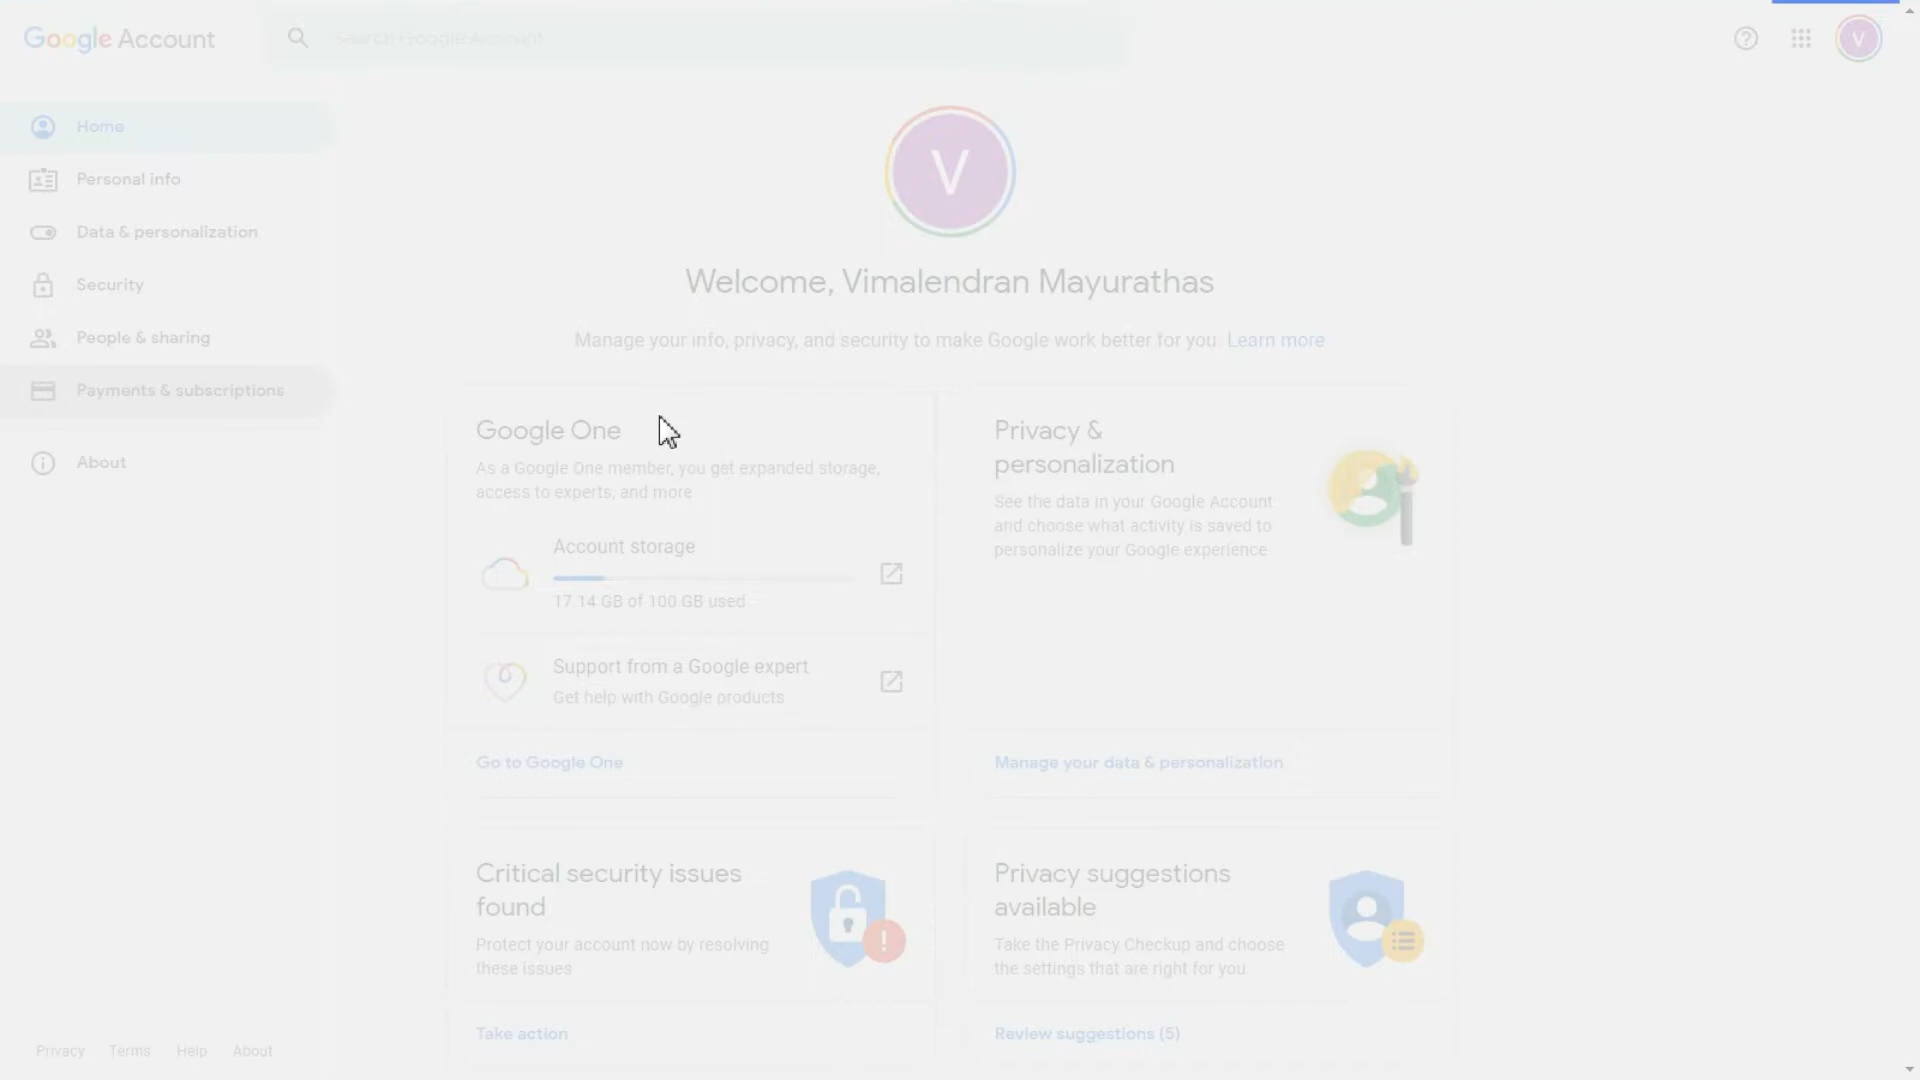 Google Account
Search Google Account
V
Home
Personal info
Data & personalization
Security
People & sharing
Payments & subscriptions
About
V
Welcome, Vimalendran Mayurathas
Manage your info, privacy, and security to make Google work better for you. Learn more
Google One
As a Google One member, you get expanded storage,
access to experts, and more
Account storage
17.14 GB of 100 GB used
Support from a Google expert
Get help with Google products
Go to Google One
Privacy &
personalization
See the data in your Google Account
and choose what activity is saved to
personalize your Google experience
Manage your data & personalization
Critical security issues
found
Protect your account now by resolving
these issues
Take action
Privacy suggestions
available
Take the Privacy Checkup and choose
the settings that are right for you
Review suggestions (5)
Privacy Terms Help About